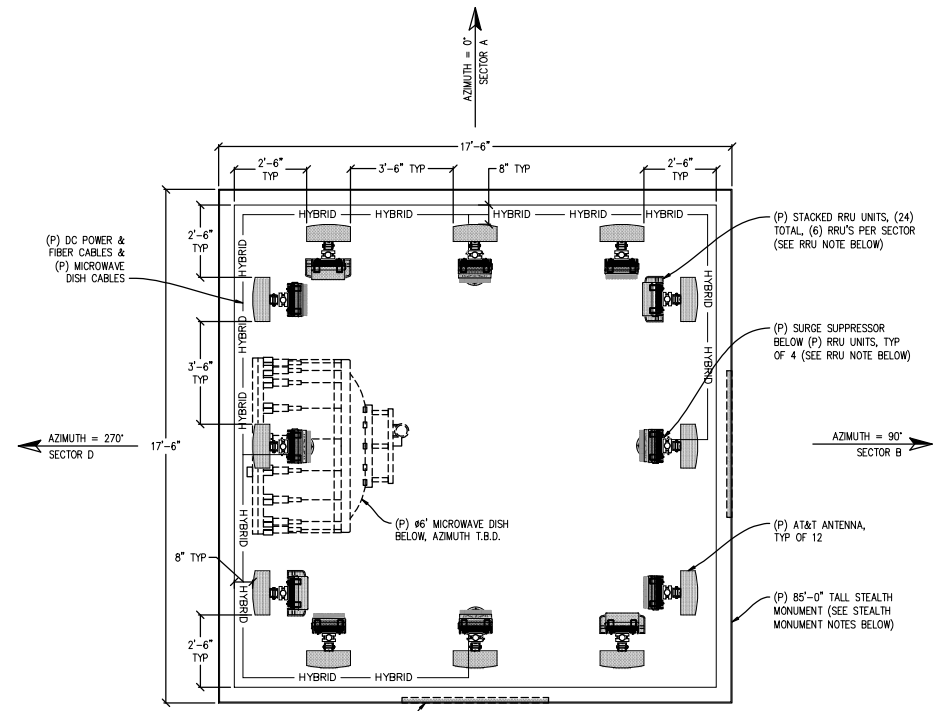 AZIMUTH = 0°
SECTOR A
17'-6"
2'-6"
TYP
3'-6" TYP
8" TYP
2'-6"
TYP
HYBRID
HYBRID
HYBRID
HYBRID
HYBRID
(P) DC POWER &
FIBER CABLES &
(P) MICROWAVE
DISH CABLES
2'-6"
TYP
HYBRID
HYBRID
(P) STACKED RRU UNITS, (24)
TOTAL, (6) RRU'S PER SECTOR
(SEE RRU NOTE BELOW)
HYBRID
HYBRID
3'-6"
TYP
HYBRID
(P) SURGE SUPPRESSOR
BELOW (P) RRU UNITS, TYP
OF 4 (SEE RRU NOTE BELOW)
AZIMUTH = 270°
SECTOR D
17'-6"
AZIMUTH = 90°
SECTOR B
(P) ø6' MICROWAVE DISH
BELOW, AZIMUTH T.B.D.
HYBRID
(P) AT&T ANTENNA,
TYP OF 12
8" TYP
HYBRID
(P) 85'-0" TALL STEALTH
MONUMENT (SEE STEALTH
MONUMENT NOTES BELOW)
2'-6"
TYP
HYBRID
HYBRID